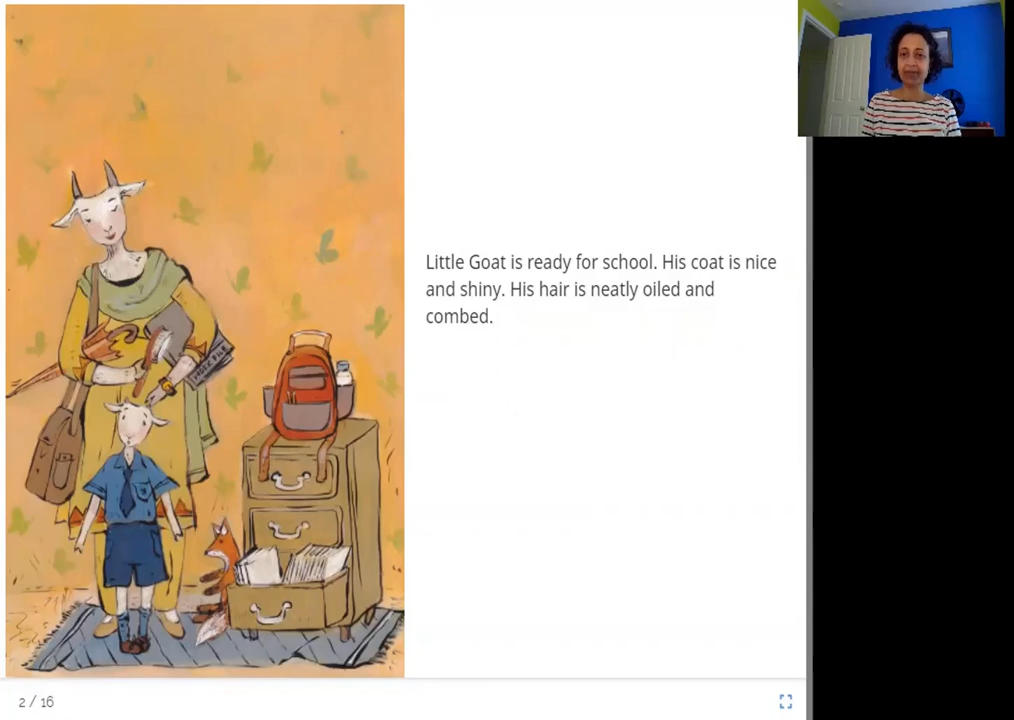 Little Goat is ready for school. His coat is nice
and shiny. His hair is neatly oiled and
combed.
2 / 16